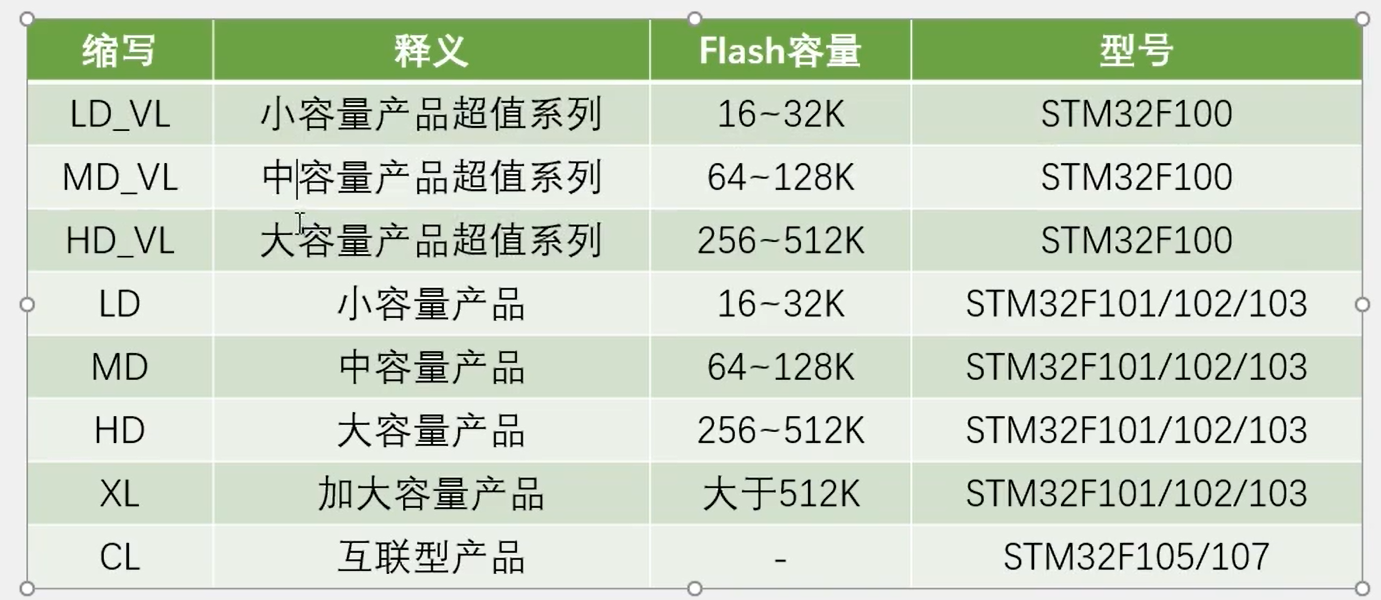 缩写 释义 Flash容量 型号
LD_VL 小容量产品超值系列 16~32K STM32F100
MD_VL 中容量产品超值系列 64~128K STM32F100
HD_VL 大容量产品超值系列 256~512K STM32F100
LD 小容量产品 16~32K STM32F101/102/103
MD 中容量产品 64~128K STM32F101/102/103
HD 大容量产品 256~512K STM32F101/102/103
XL 加大容量产品 大于512K STM32F101/102/103
CL 互联型产品 - STM32F105/107